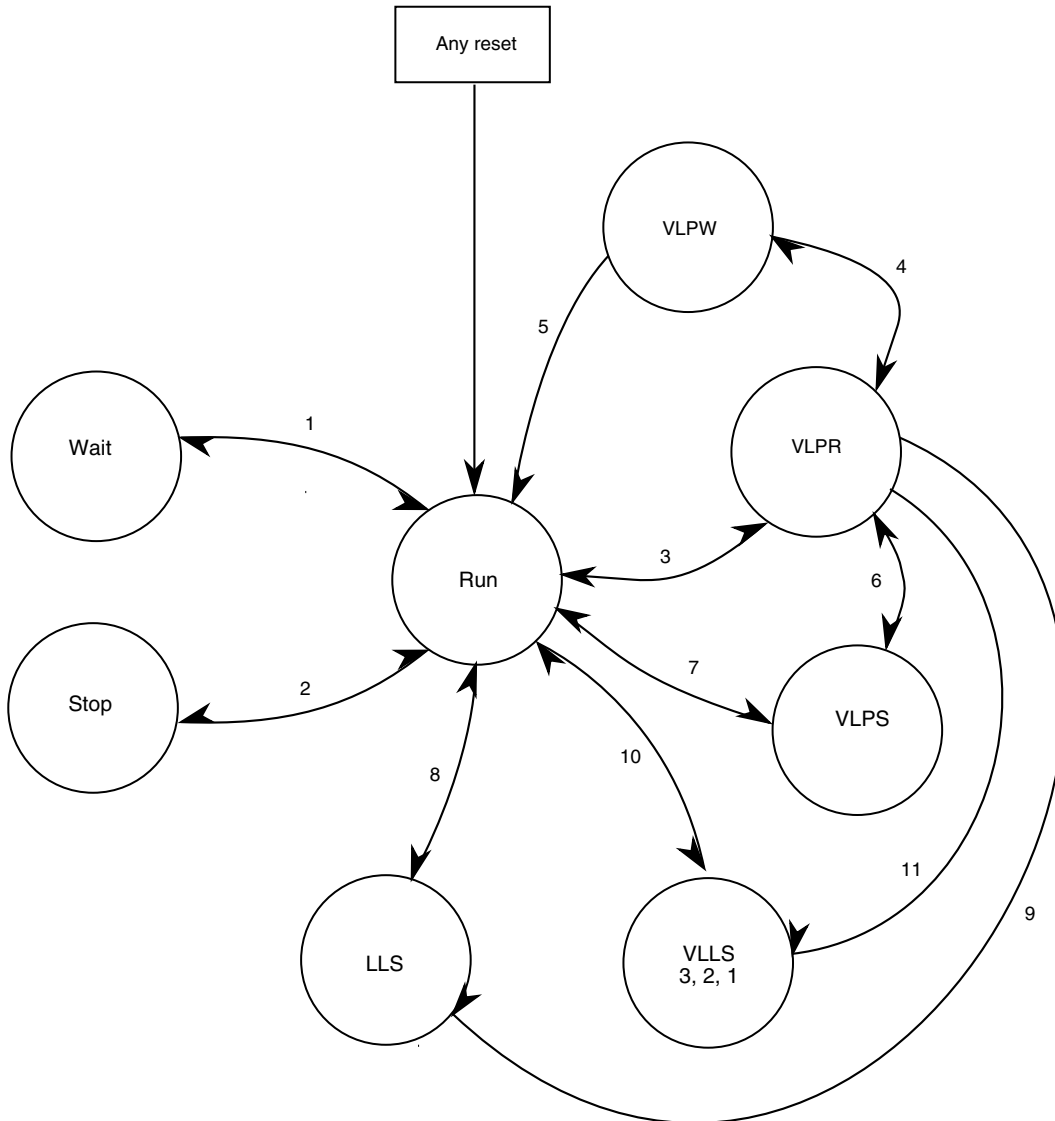 Any reset
VLPW
4
5
Wait
1
VLPR
3
Run
6
Stop
2
7
VLPS
8
10
11
9
LLS
VLLS
3, 2, 1